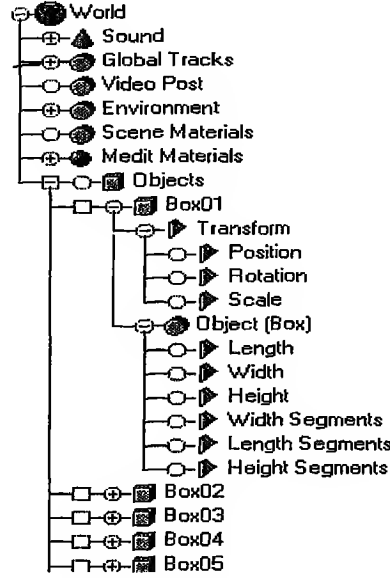 World
Sound
Global Tracks
Video Post
Environment
Scene Materials
Medit Materials
Objects
Box01
Transform
Position
Rotation
Scale
Object (Box)
Length
Width
Height
Width Segments
Length Segments
Height Segments
Box02
Box03
Box04
Box05